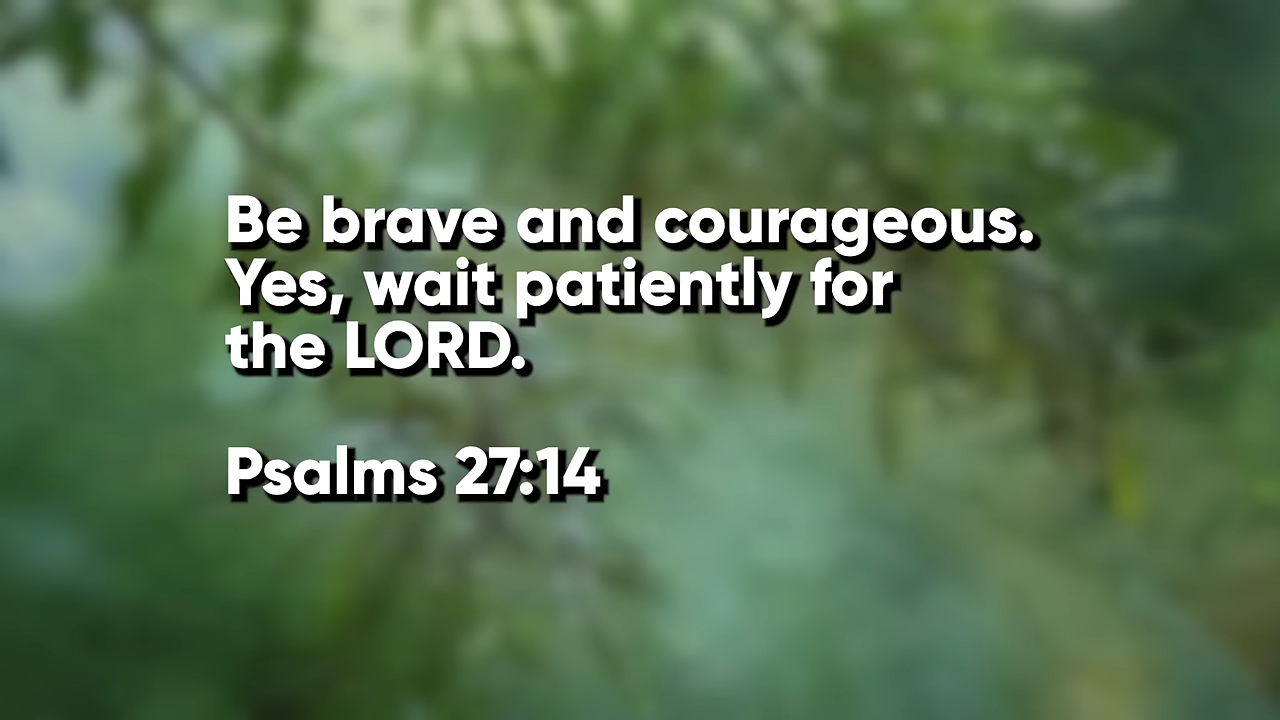 Be brave and courageous.
Yes, wait patiently for
the LORD.
Psalms 27:14